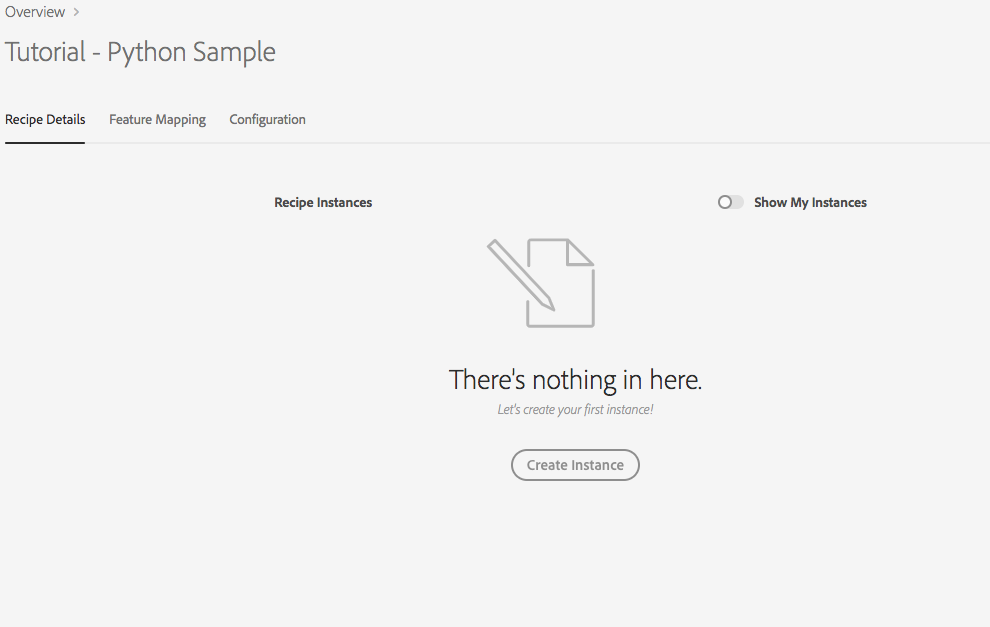 Overview >
Tutorial - Python Sample
Recipe Details Feature Mapping Configuration
Recipe Instances Show My Instances
There's nothing in here.
Let's create your first instance!
Create Instance